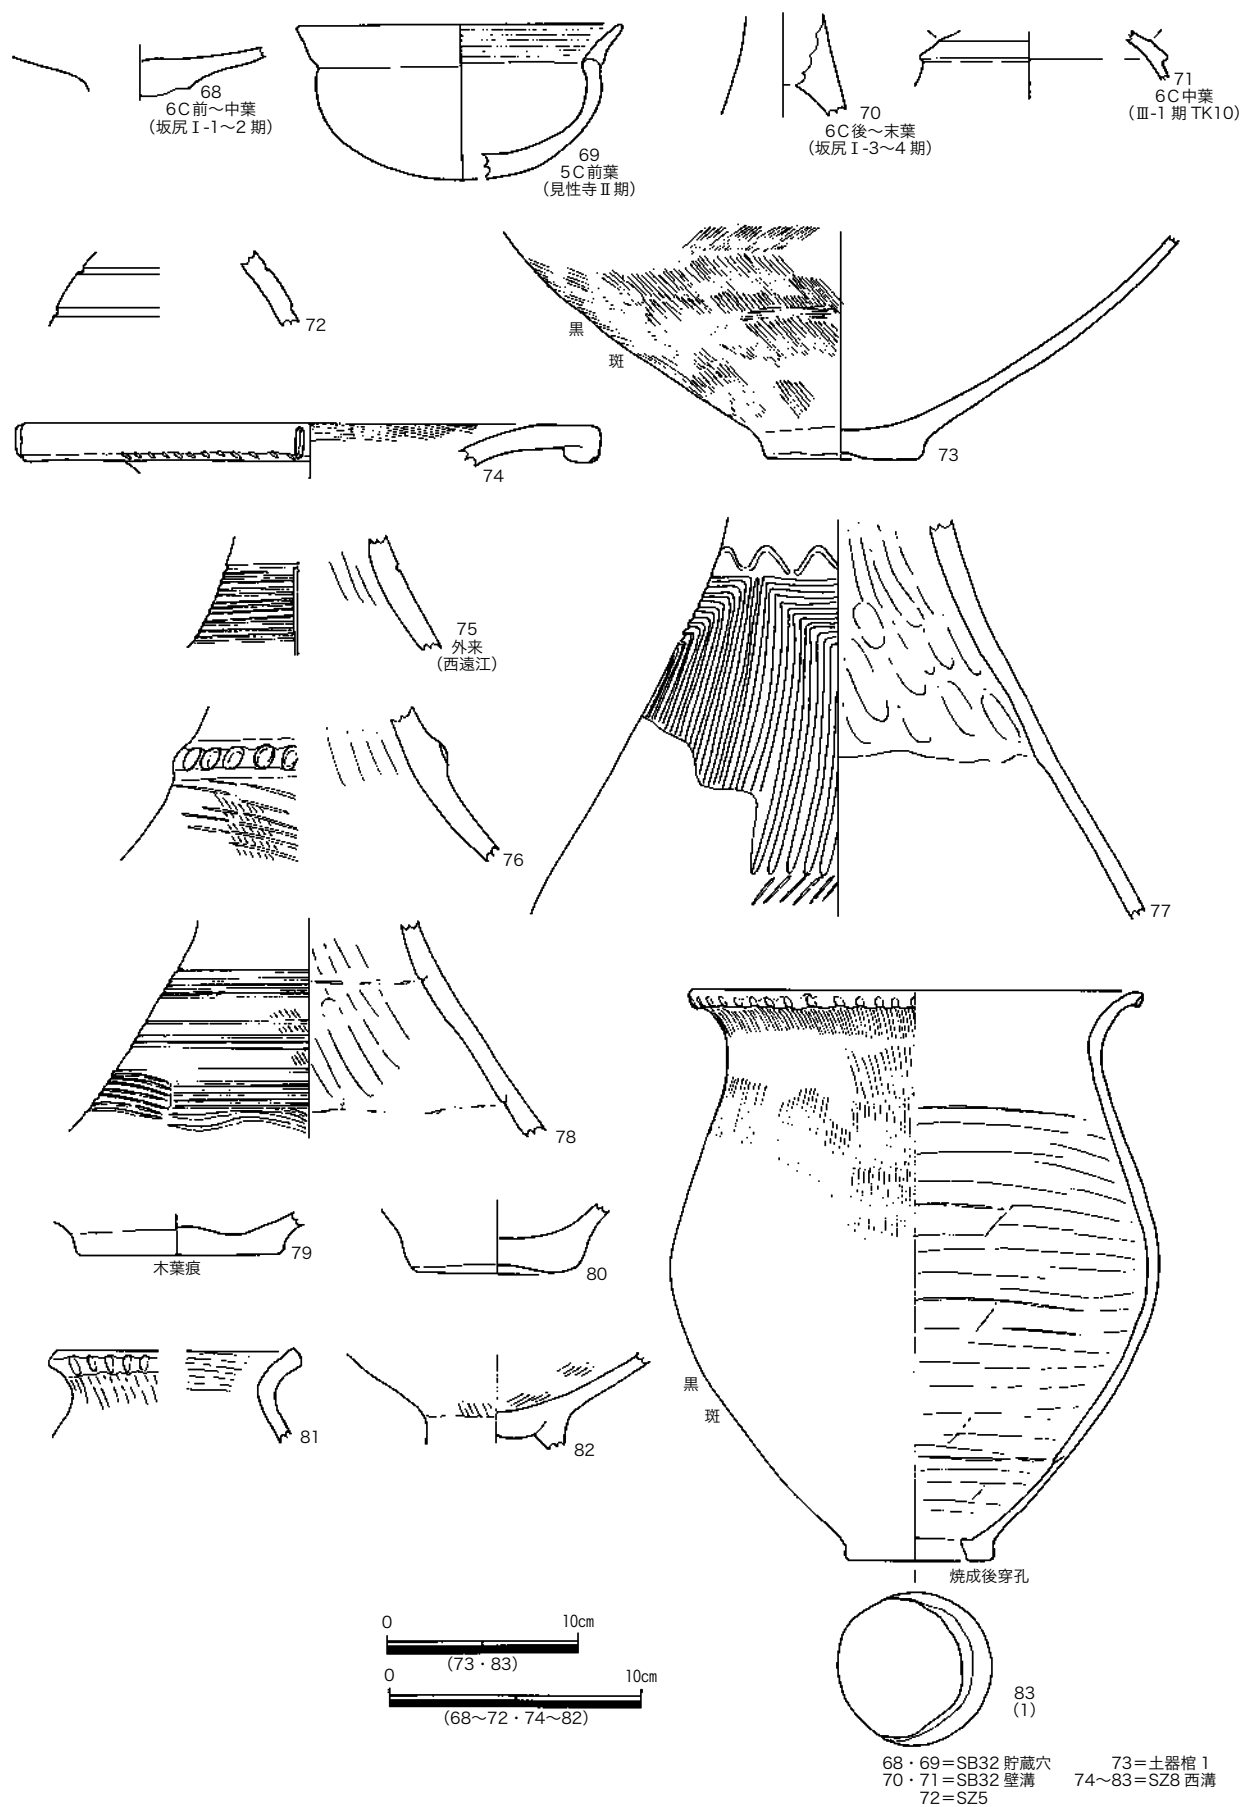 68
6C前～中葉
（坂尻Ⅰ-1～2期）
69
5C前葉
（見性寺Ⅱ期）
70
6C後～末葉
（坂尻Ⅰ-3～4期）
71
6C中葉
（Ⅲ-1期TK10）
72
黒
斑
73
74
75
外来
（西遠江）
76
77
78
79
木葉痕
80
81
82
黒
斑
焼成後穿孔
83
（1）
0 10cm
（73・83）
0 10cm
（68～72・74～82）
68・69＝SB32 貯蔵穴 73＝土器棺 1
70・71＝SB32 壁溝 74～83＝SZ8 西溝
72＝SZ5